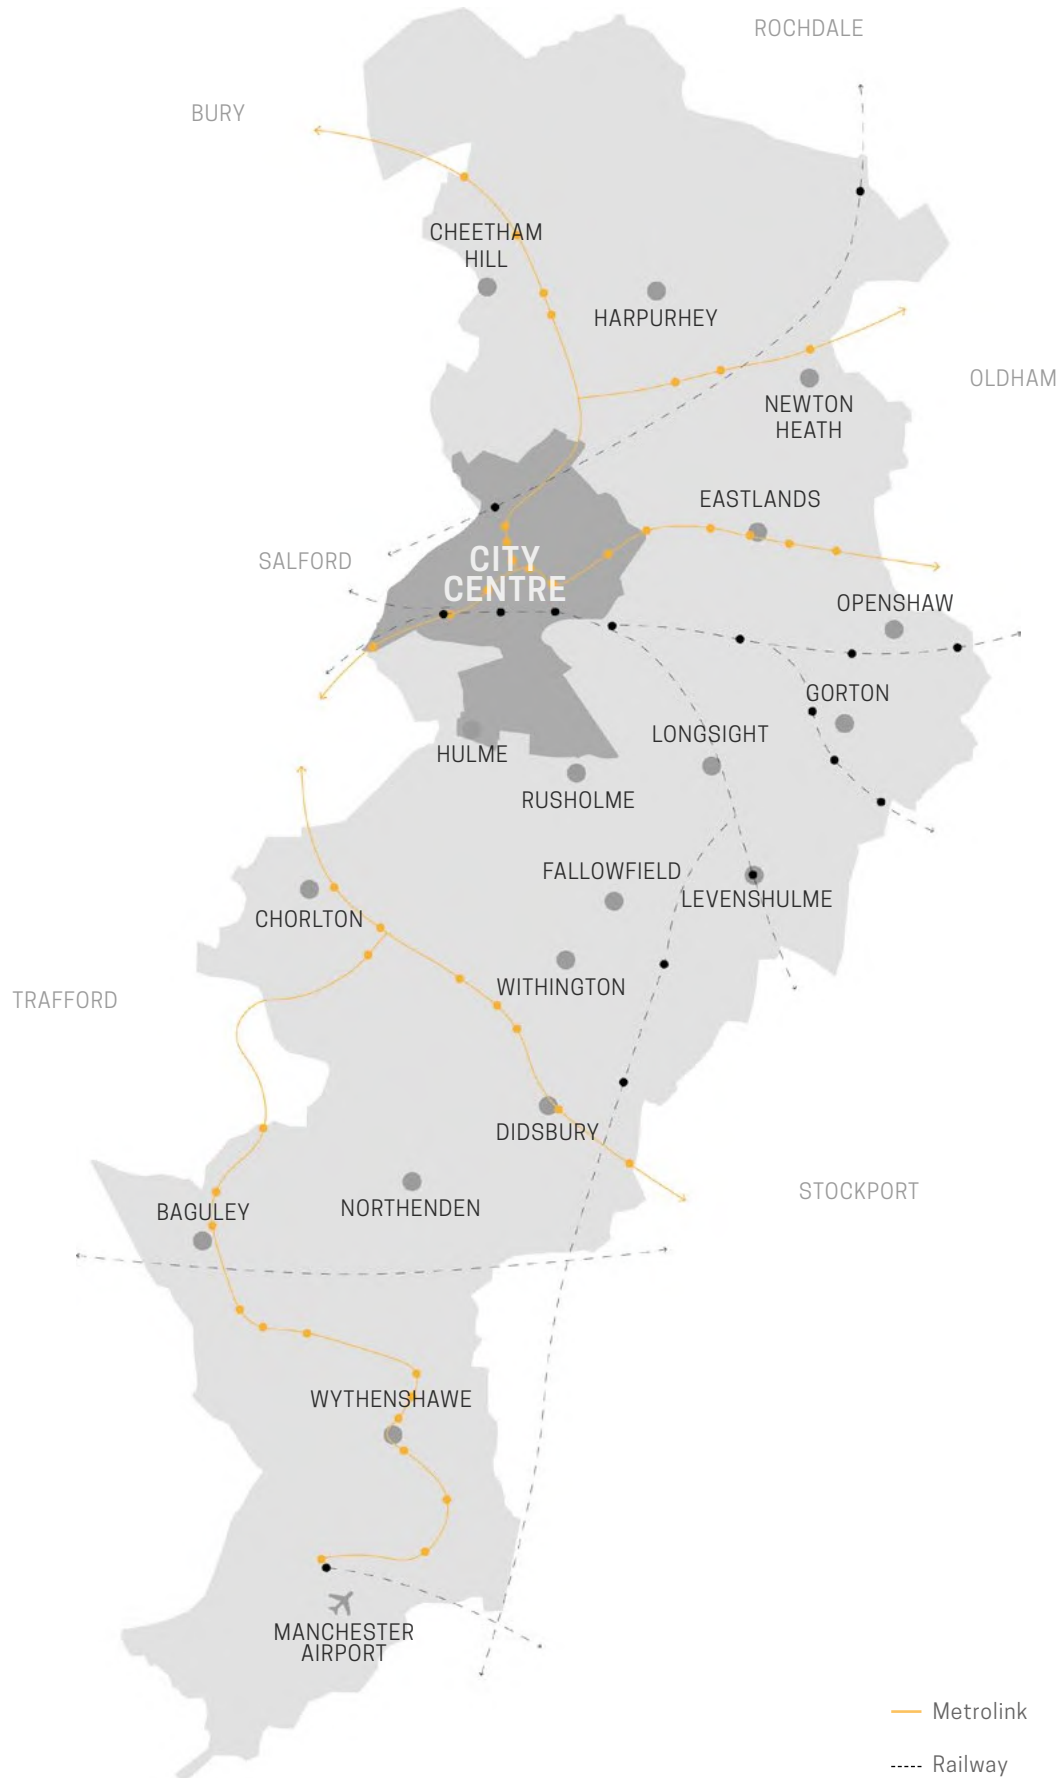 ROCHDALE
BURY
CHEETHAM
HILL
HARPURHEY
OLDHAM
NEWTON
HEATH
EASTLANDS
SALFORD
CITY
CENTRE
OPENSHAW
GORTON
LONGSIGHT
HULME
RUSHOLME
FALLOWFIELD
LEVENSHULME
CHORLTON
WITHINGTON
TRAFFORD
DIDSBURY
STOCKPORT
NORTHENDEN
BAGULEY
WYTHENSHAWE
MANCHESTER
AIRPORT
Metrolink
Railway